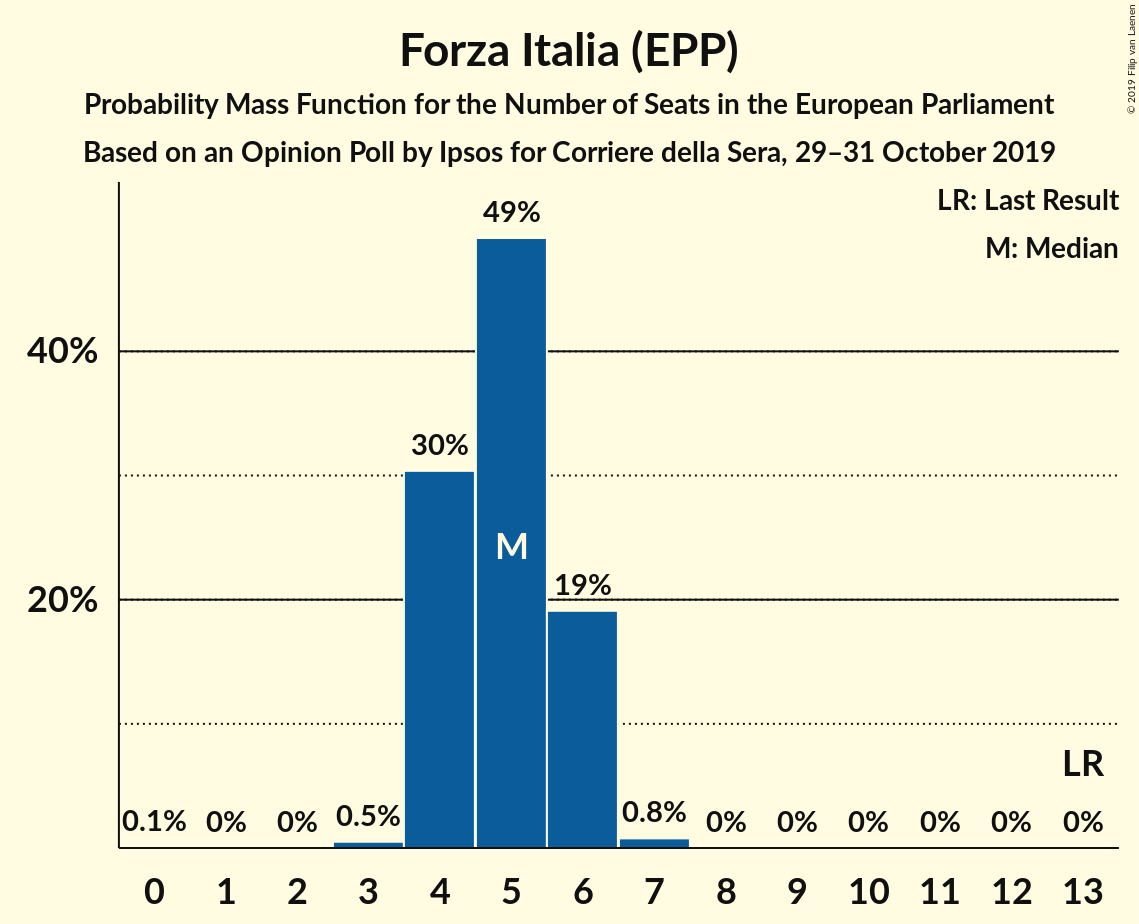 Forza Italia (EPP)
Probability Mass Function for the Number of Seats in the European Parliament
Based on an Opinion Poll by Ipsos for Corriere della Sera, 29–31 October 2019
© 2019 Filip van Laenen
LR: Last Result
M: Median
49%
40%
30%
M
19%
20%
LR
0.1% 0% 0% 0.5% 0.8% 0% 0% 0% 0% 0% 0%
0 1 2 3 4 5 6 7 8 9 10 11 12 13